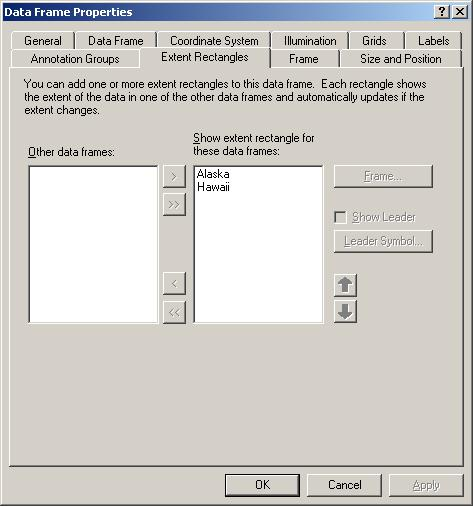 Data Frame Properties
General Data Frame Coordinate System Illumination Grids Labels
Annotation Groups Extent Rectangles Frame Size and Position
You can add one or more extent rectangles to this data frame. Each rectangle shows
the extent of the data in one of the other data frames and automatically updates if the
extent changes.
Other data frames:
Show extent rectangle for
these data frames:
>
>>
<
<<
Alaska
Hawaii
Frame...
Show Leader
Leader Symbol...
OK Cancel Apply